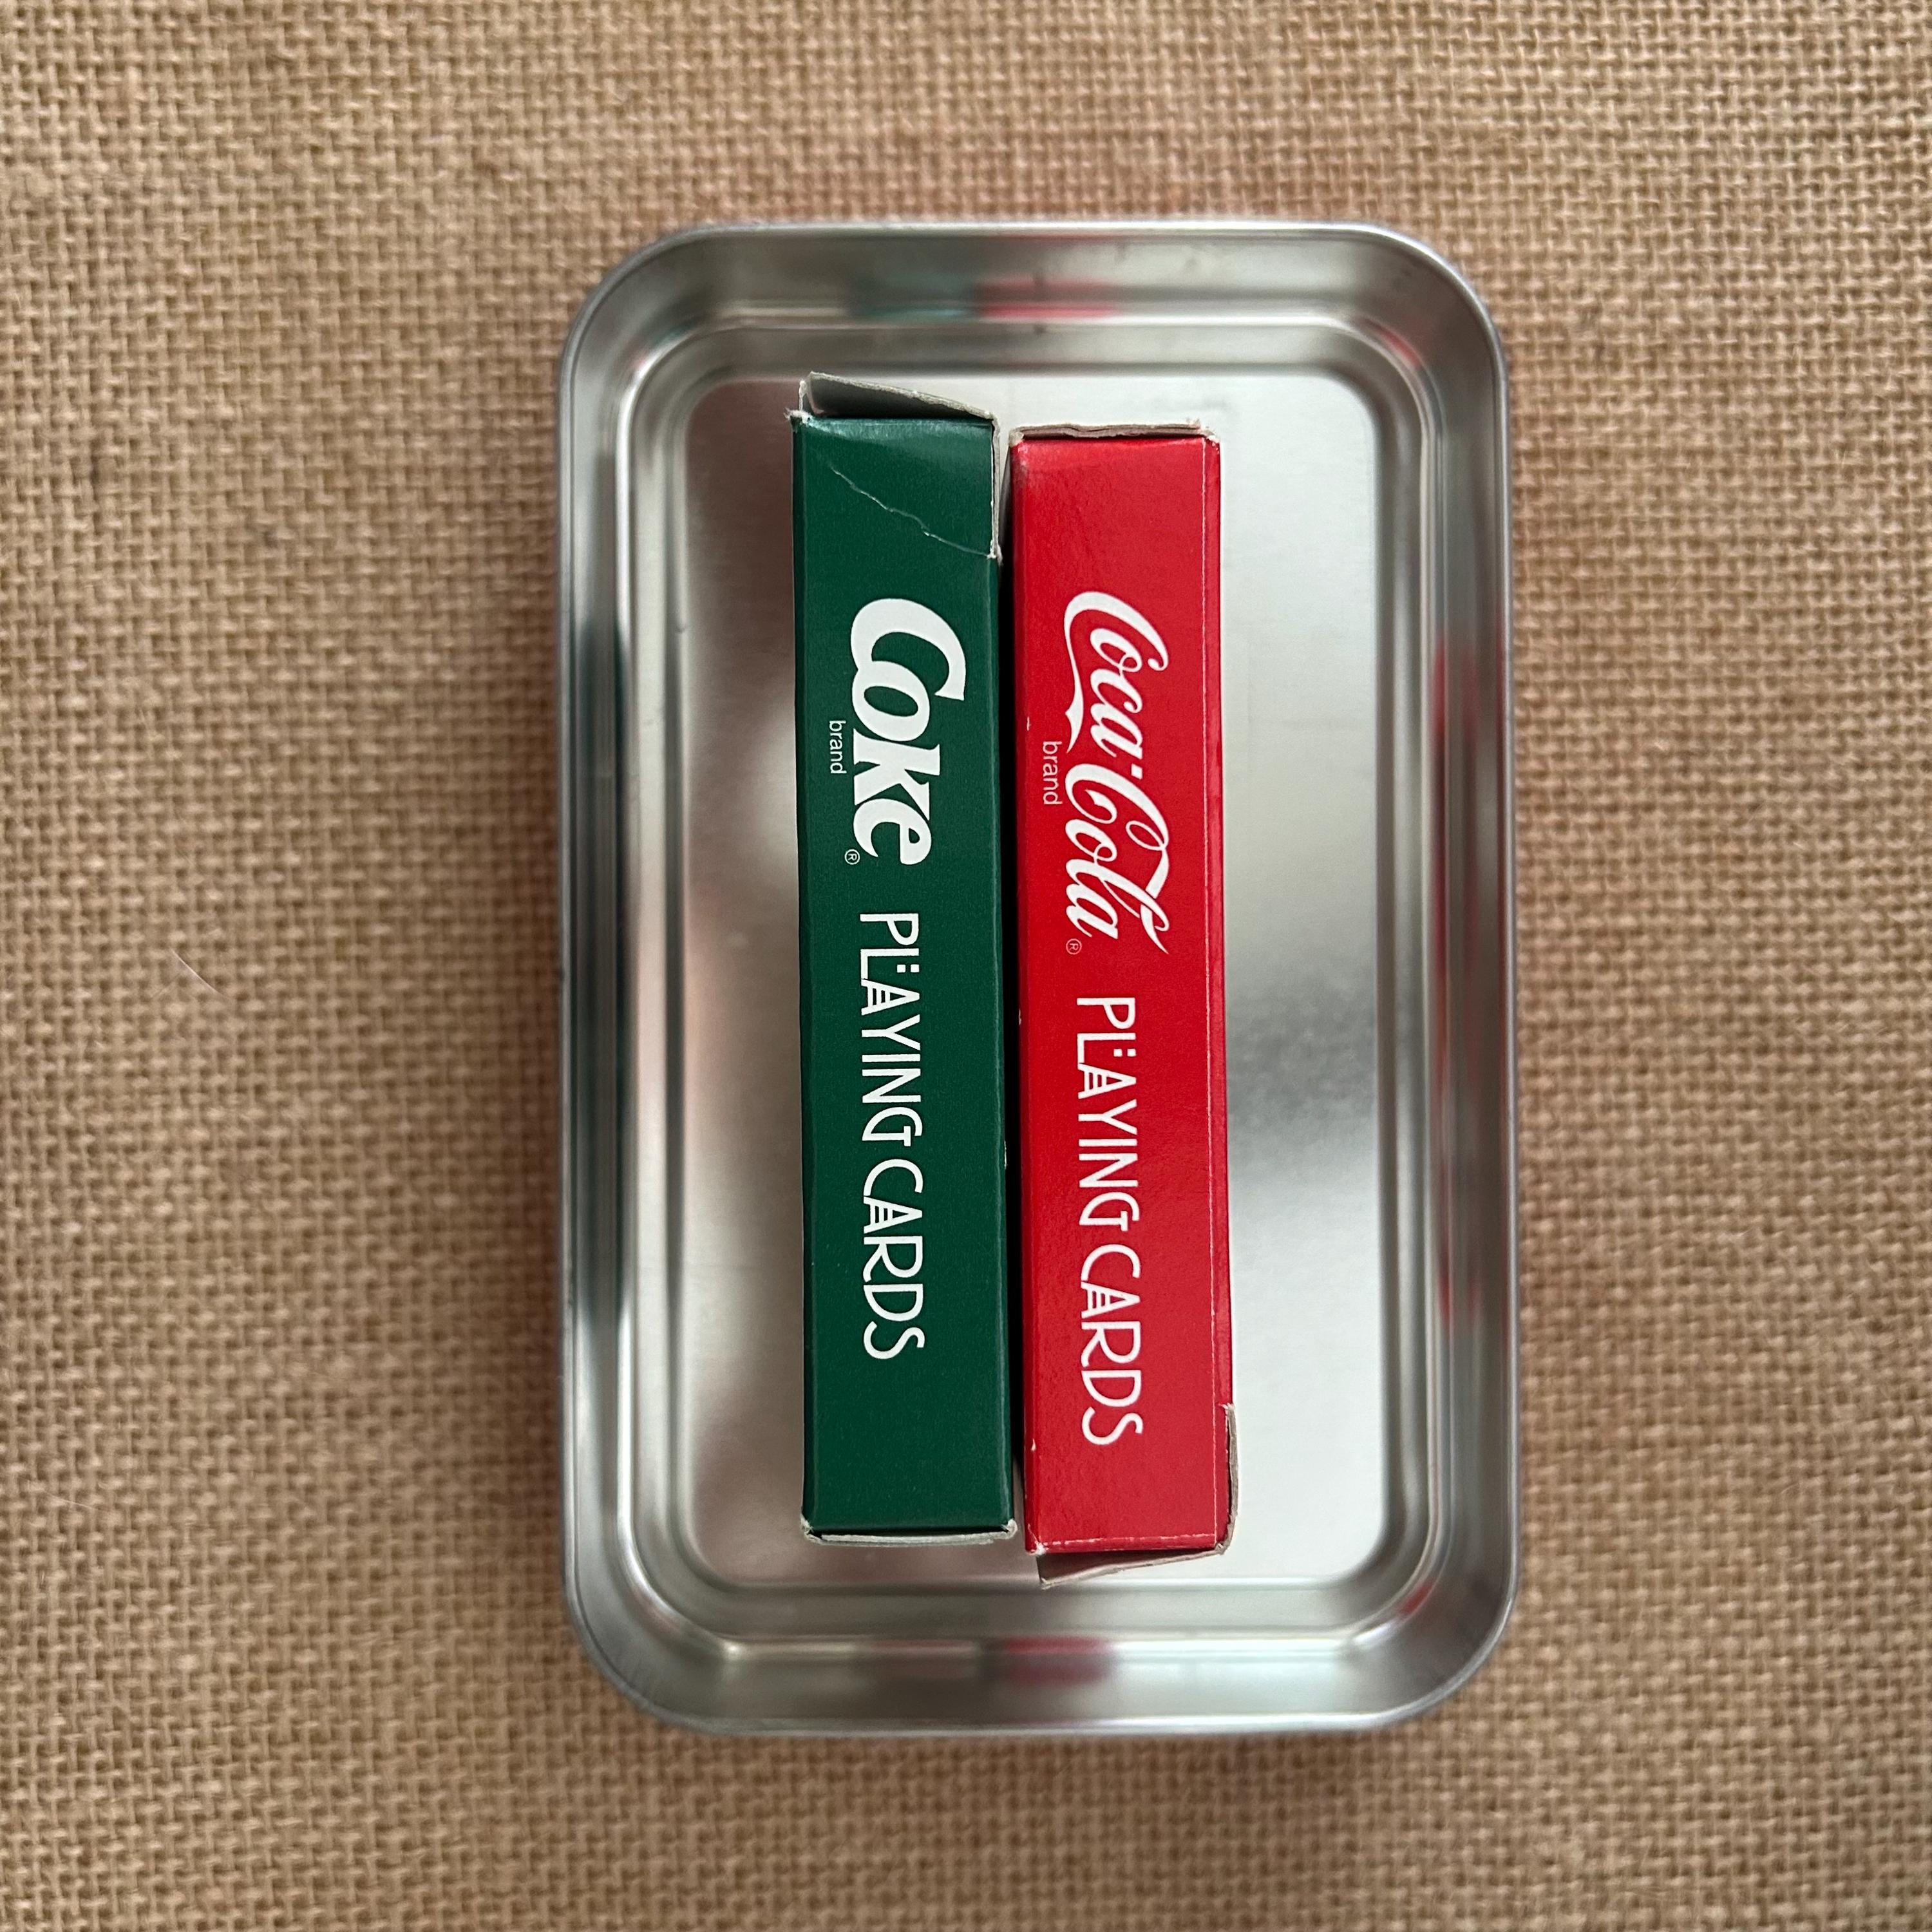 Coke® PLAYING CARDS
brand
Coca-Cola® PLAYING CARDS
brand